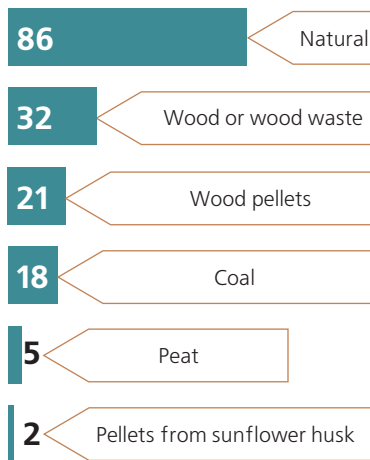 86 Natural
32 Wood or wood waste
21 Wood pellets
18 Coal
5 Peat
2 Pellets from sunflower husk